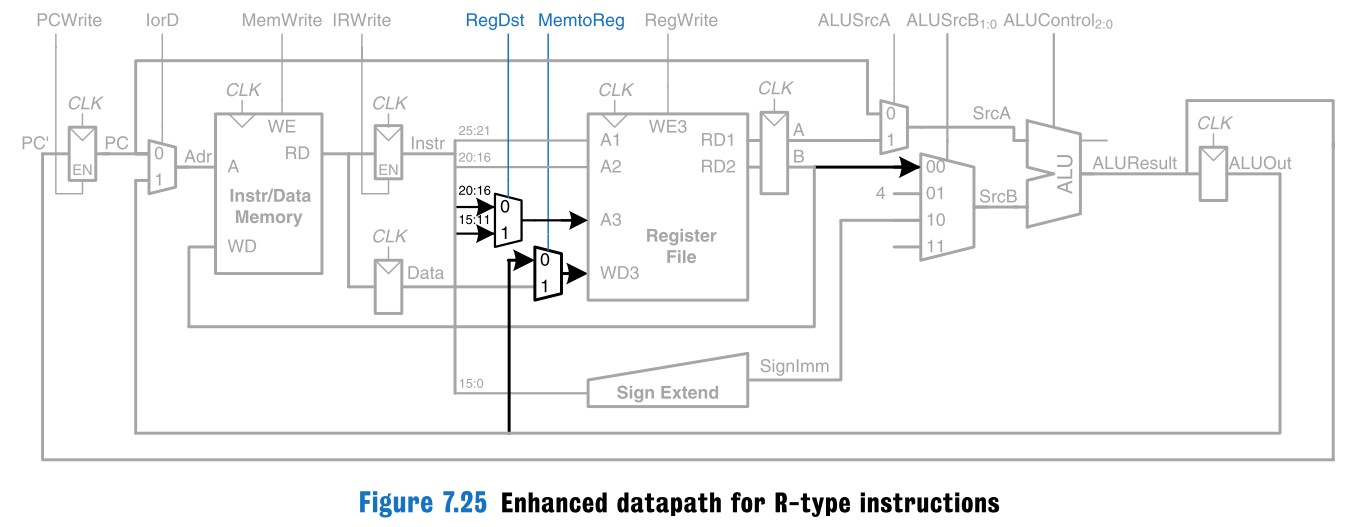 PCWrite IorD MemWrite IRWrite RegDst MemtoReg RegWrite ALUSrcA ALUSrcB1:0 ALUControl2:0
CLK CLK CLK CLK CLK CLK
PC' PC EN
0 1 Adr
WE A RD Instr/Data Memory WD
EN Instr
CLK Data
25:21
20:16
20:16
15:11
15:0
0 1
0 1
WE3 A1 RD1 A2 RD2 A3 Register File WD3
A
B
0 1
SrcA
00
4 01
10
11
SrcB
ALU
ALUResult
ALUOut
Sign Extend
SignImm
Figure 7.25 Enhanced datapath for R-type instructions